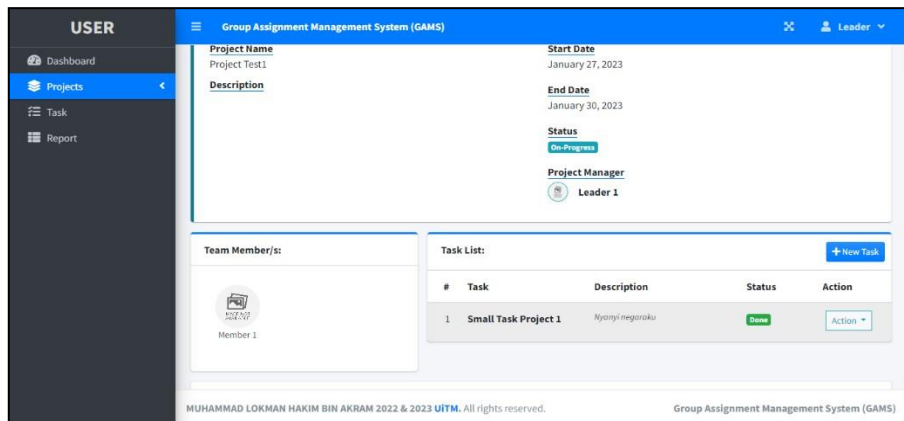 USER
Group Assignment Management System (GAMS)
Leader
Dashboard
Projects
Task
Report
Project Name
Project Test1
Description
Start Date
January 27, 2023
End Date
January 30, 2023
Status
On-Progress
Project Manager
Leader 1
Team Member/s:
Member 1
Task List:
+ New Task
# Task Description Status Action
1 Small Task Project 1 Nyanyi negaraku Done Action
MUHAMMAD LOKMAN HAKIM BIN AKRAM 2022 & 2023 UiTM. All rights reserved.
Group Assignment Management System (GAMS)